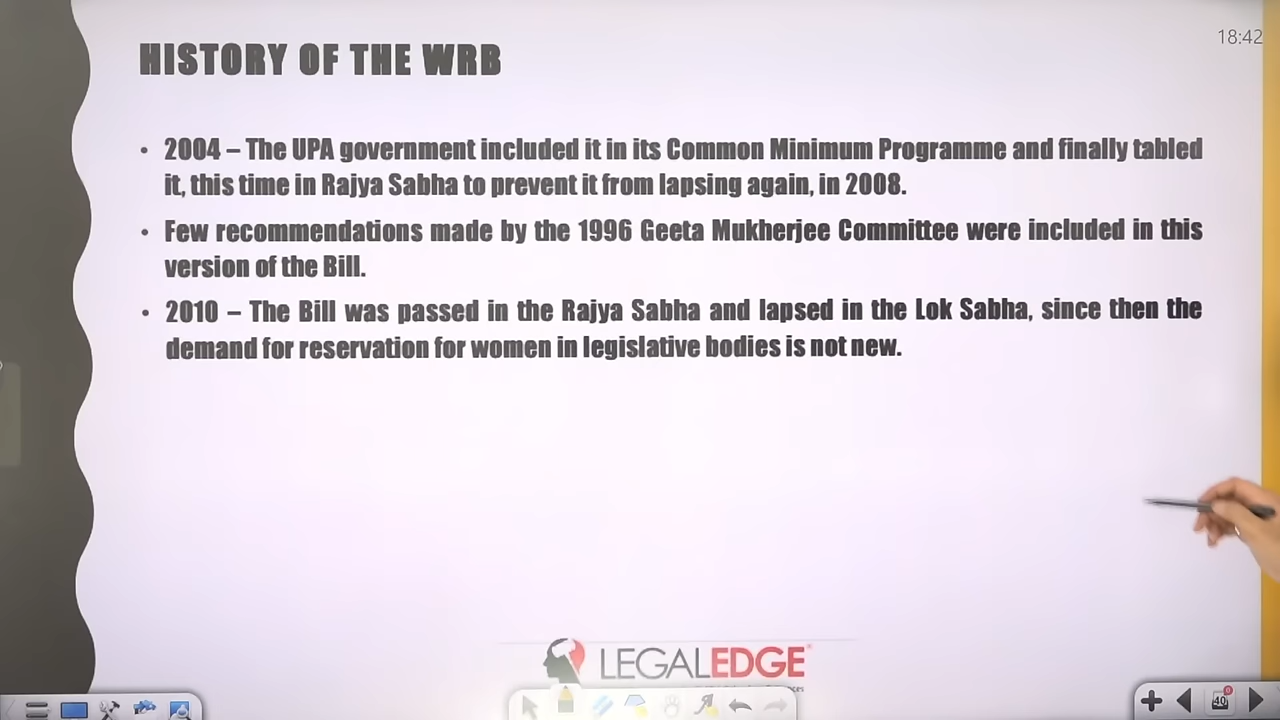 18:42
HISTORY OF THE WRB
• 2004 – The UPA government included it in its Common Minimum Programme and finally tabled
it, this time in Rajya Sabha to prevent it from lapsing again, in 2008.
• Few recommendations made by the 1996 Geeta Mukherjee Committee were included in this
version of the Bill.
• 2010 – The Bill was passed in the Rajya Sabha and lapsed in the Lok Sabha, since then the
demand for reservation for women in legislative bodies is not new.
LEGALEDGE
40